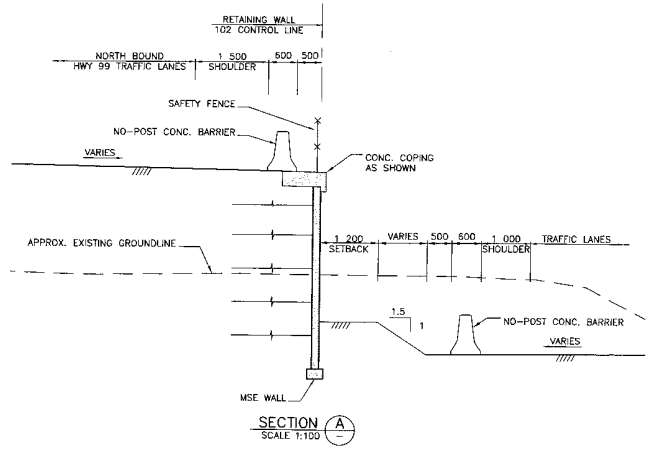 RETAINING WALL
102 CONTROL LINE
NORTH BOUND
HWY 99 TRAFFIC LANES
1 500
SHOULDER
600
500
SAFETY FENCE
NO-POST CONC. BARRIER
VARIES
CONC. COPING
AS SHOWN
APPROX. EXISTING GROUNDLINE
1 200
SETBACK
VARIES
500
600
1 000
SHOULDER
TRAFFIC LANES
1.5
1
NO-POST CONC. BARRIER
VARIES
MSE WALL
SECTION A
SCALE 1:100 –